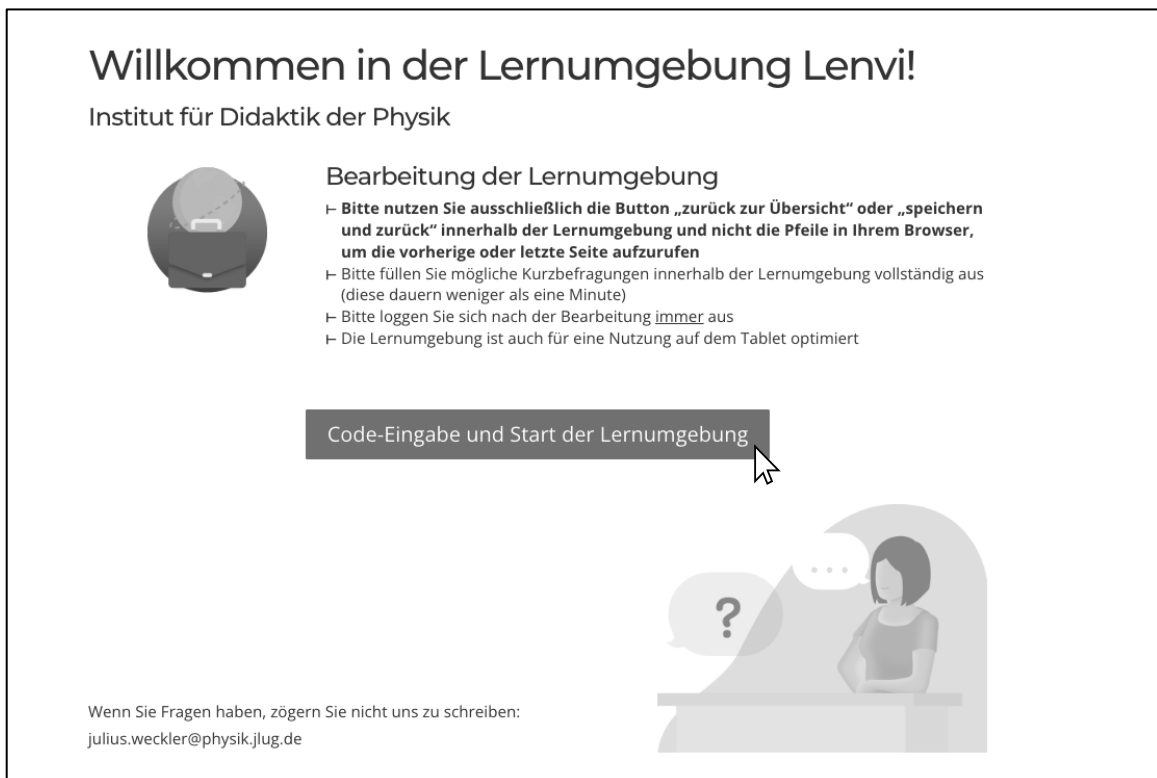 Willkommen in der Lernumgebung Lenvi!
Institut für Didaktik der Physik
Bearbeitung der Lernumgebung
⊢ Bitte nutzen Sie ausschließlich die Button „zurück zur Übersicht“ oder „speichern
und zurück“ innerhalb der Lernumgebung und nicht die Pfeile in Ihrem Browser,
um die vorherige oder letzte Seite aufzurufen
⊢ Bitte füllen Sie mögliche Kurzbefragungen innerhalb der Lernumgebung vollständig aus
(diese dauern weniger als eine Minute)
⊢ Bitte loggen Sie sich nach der Bearbeitung immer aus
⊢ Die Lernumgebung ist auch für eine Nutzung auf dem Tablet optimiert
Code-Eingabe und Start der Lernumgebung
...
?
Wenn Sie Fragen haben, zögern Sie nicht uns zu schreiben:
julius.weckler@physik.jlug.de